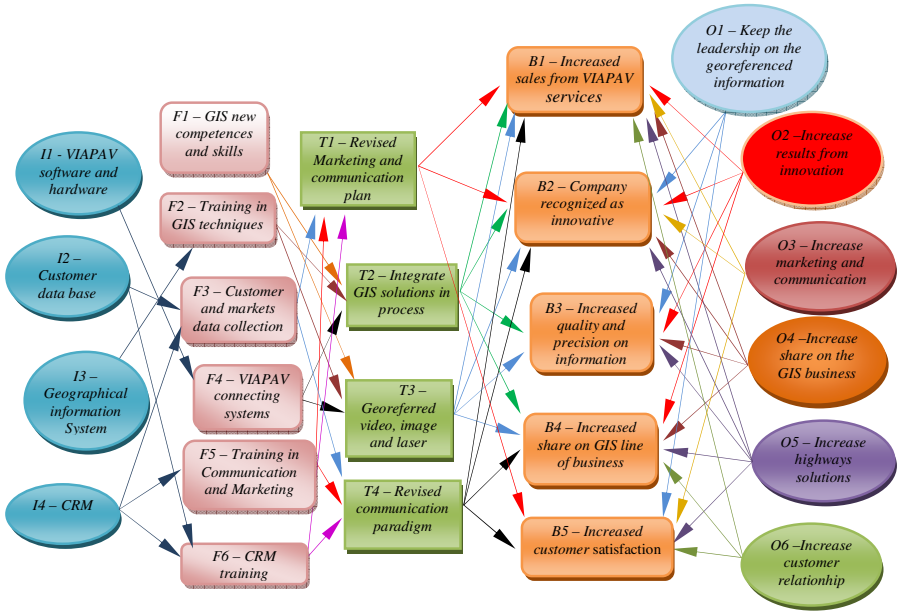 I1 - VIAPAV
software and
hardware
I2 –
Customer
data base
I3 –
Geographical
information
System
I4 – CRM
F1 – GIS new
competences
and skills
F2 – Training in
GIS techniques
F3 – Customer
and markets
data collection
F4 – VIAPAV
connecting
systems
F5 – Training in
Communication
and Marketing
F6 – CRM
training
T1 – Revised
Marketing and
communication
plan
T2 – Integrate
GIS solutions in
process
T3 –
Georeferred
video, image
and laser
T4 – Revised
communication
paradigm
B1 – Increased
sales from VIAPAV
services
B2 – Company
recognized as
innovative
B3 – Increased
quality and
precision on
information
B4 – Increased
share on GIS line
of business
B5 – Increased
customer satisfaction
O1 – Keep the
leadership on the
georeferenced
information
O2 –Increase
results from
innovation
O3 – Increase
marketing and
communication
O4 –Increase
share on the
GIS business
O5 – Increase
highways
solutions
O6 –Increase
customer
relationhip